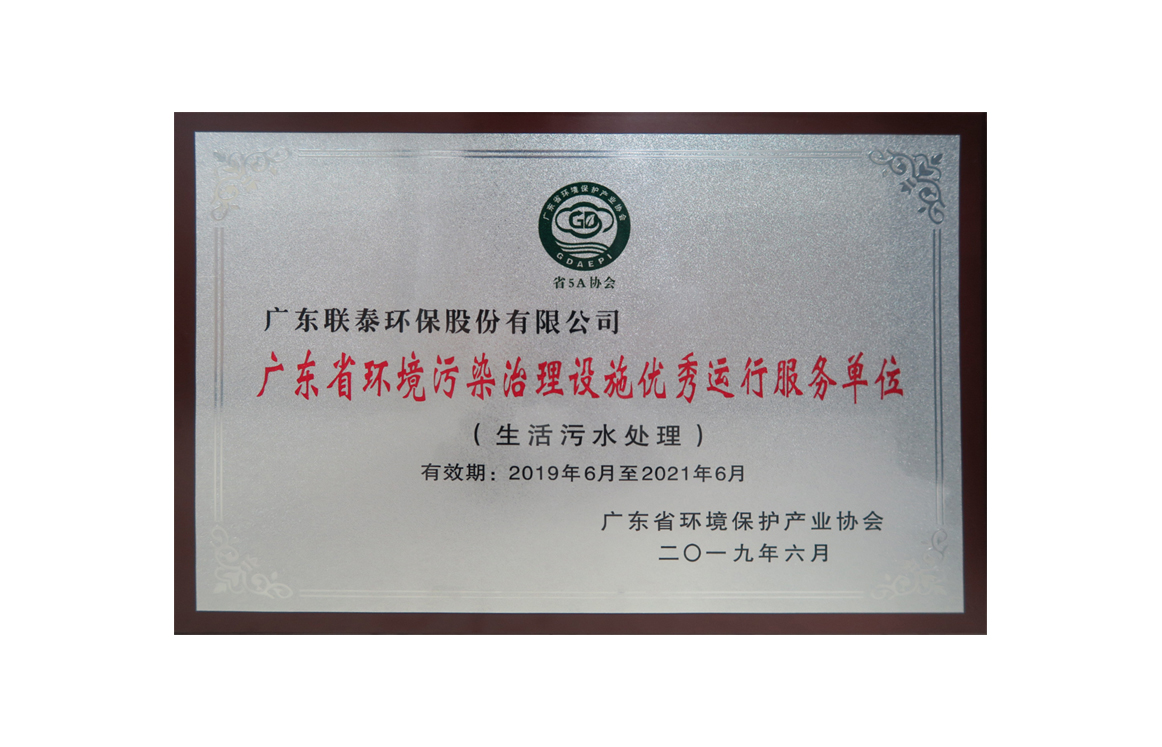 广东省环境保护产业协会
GD
GDAEPI
省5A协会
广东联泰环保股份有限公司
广东省环境污染治理设施优秀运行服务单位
（生活污水处理）
有效期：2019年6月至2021年6月
广东省环境保护产业协会
二〇一九年六月